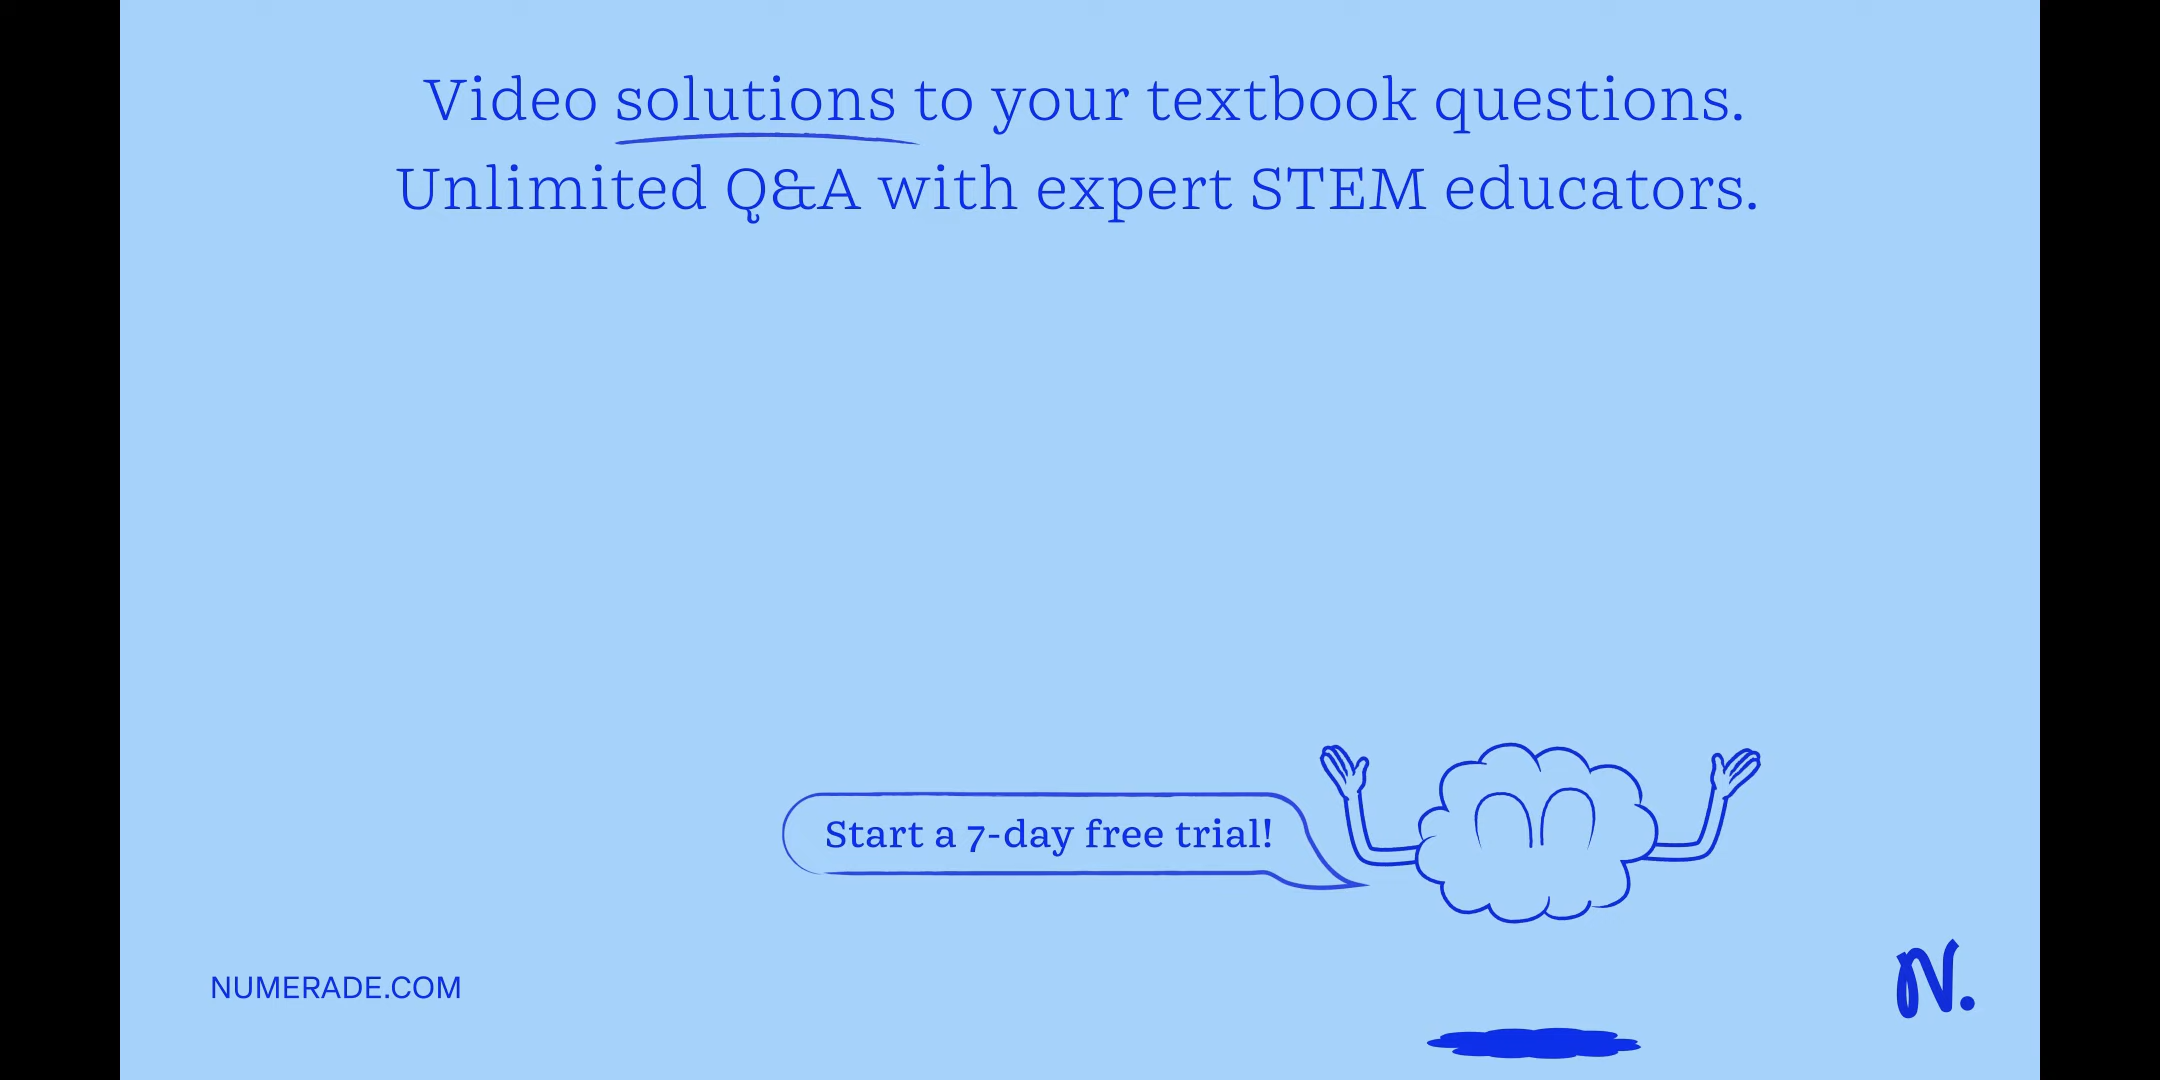 Video solutions to your textbook questions.
Unlimited Q&A with expert STEM educators.
Start a 7-day free trial!
NUMERADE.COM
N.